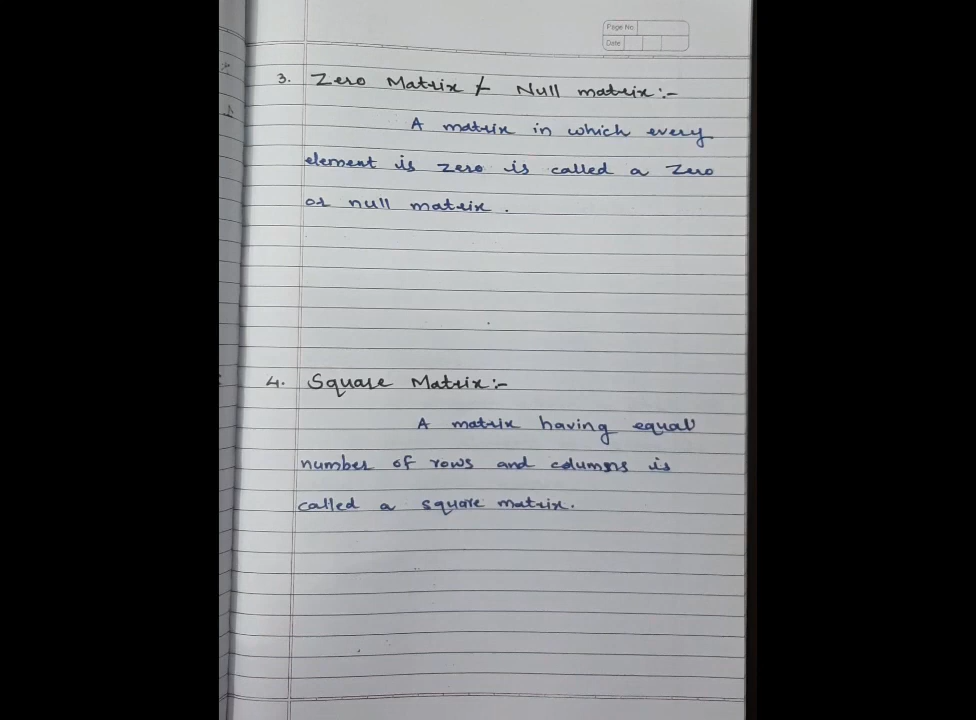 Page No.
Date
3. Zero Matrix / Null matrix :-
A matrix in which every
element is zero is called a zero
or null matrix.
4. Square Matrix :-
A matrix having equal
number of rows and columns is
called a square matrix.